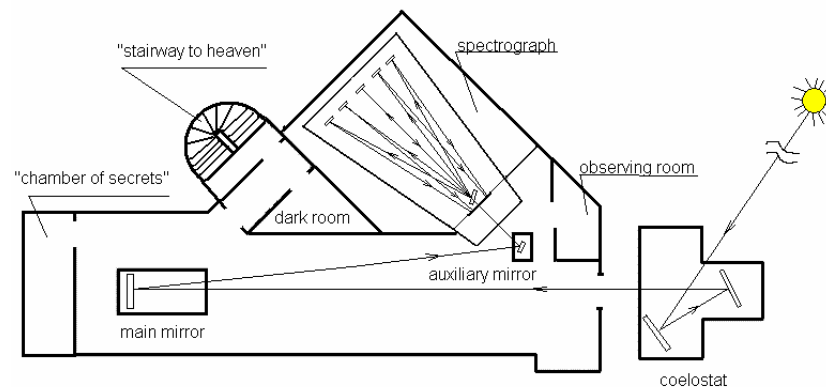 "stairway to heaven"
spectrograph
"chamber of secrets"
observing room
dark room
auxiliary mirror
main mirror
coelostat